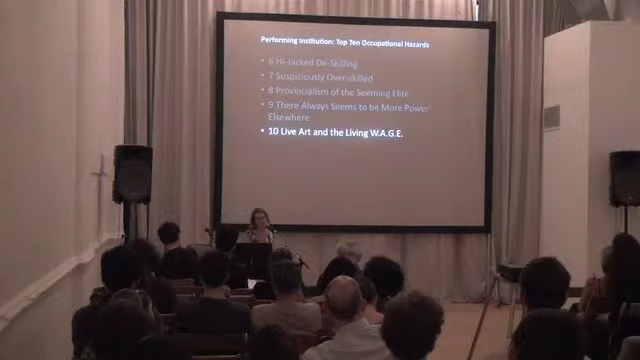 Performing Institution: Top Ten Occupational Hazards
• 6 Hi-Jacked De-Skilling
• 7 Suspiciously Over-skilled
• 8 Provincialism of the Seeming Elite
• 9 There Always Seems to be More Power
Elsewhere
• 10 Live Art and the Living W.A.G.E.